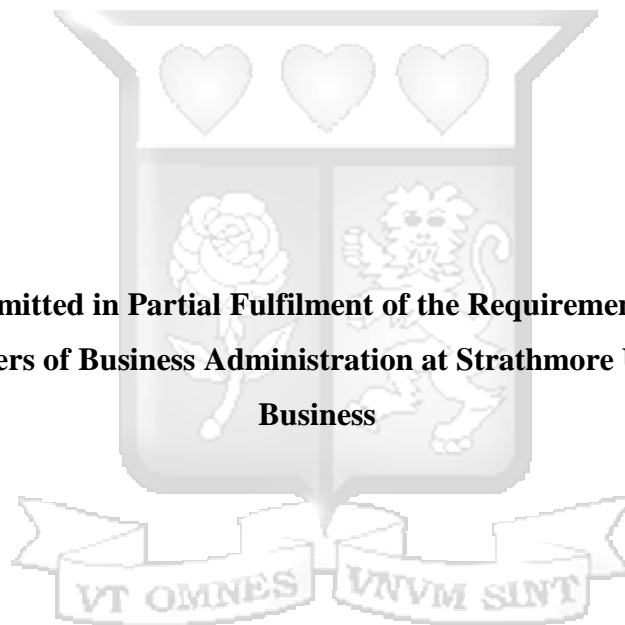 mitted in Partial Fulfilment of the Requiremen
ers of Business Administration at Strathmore U
Business
VT OMNES VNVM SINT